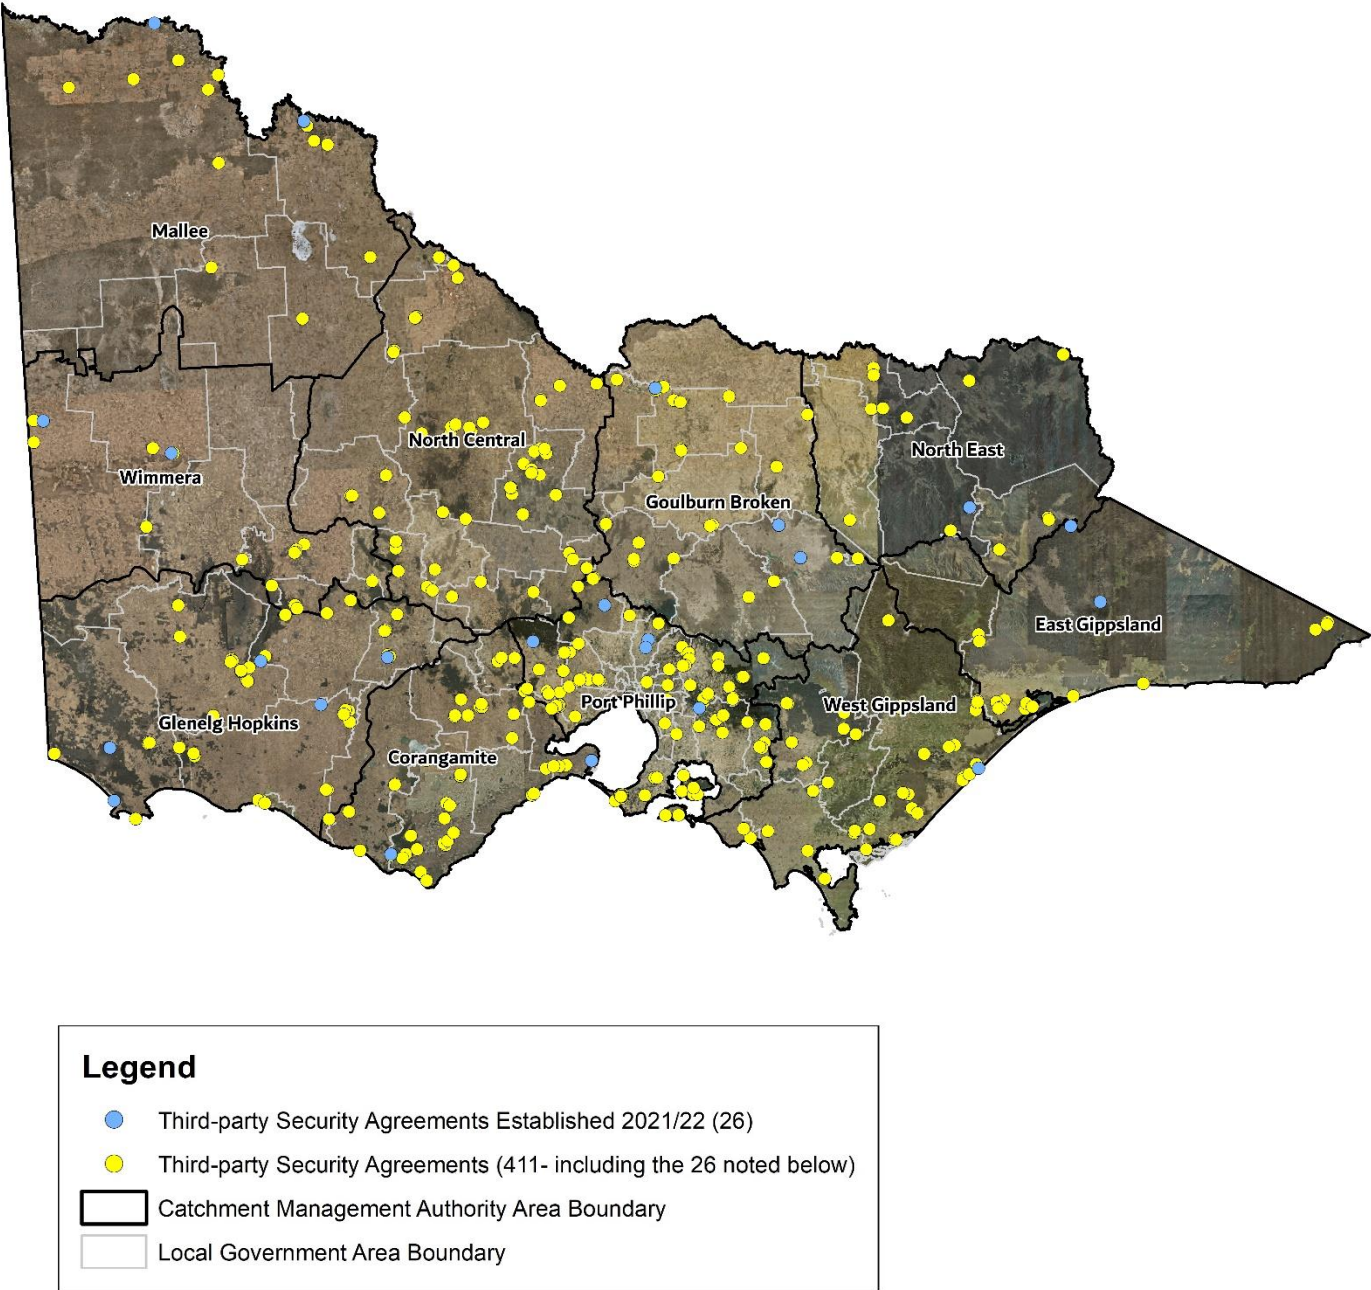 Mallee
North Central
Wimmera
North East
Goulburn Broken
East Gippsland
Port Phillip
West Gippsland
Glenelg Hopkins
Corangamite
Legend
Third-party Security Agreements Established 2021/22 (26)
Third-party Security Agreements (411- including the 26 noted below)
Catchment Management Authority Area Boundary
Local Government Area Boundary